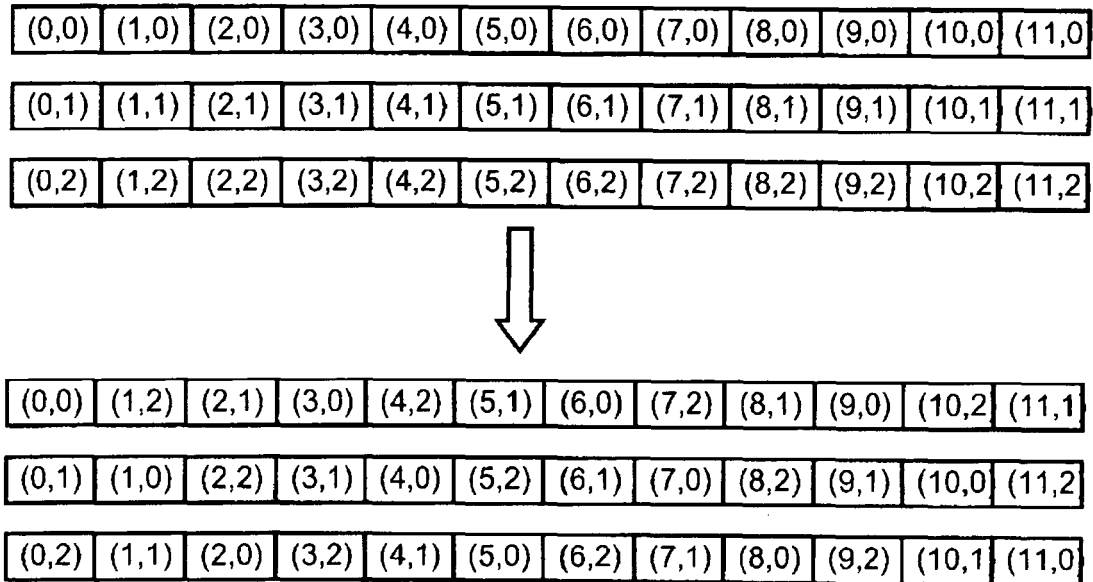 (0,0) (1,0) (2,0) (3,0) (4,0) (5,0) (6,0) (7,0) (8,0) (9,0) (10,0 (11,0
(0,1) (1,1) (2,1) (3,1) (4,1) (5,1) (6,1) (7,1) (8,1) (9,1) (10,1 (11,1
(0,2) (1,2) (2,2) (3,2) (4,2) (5,2) (6,2) (7,2) (8,2) (9,2) (10,2 (11,2
(0,0) (1,2) (2,1) (3,0) (4,2) (5,1) (6,0) (7,2) (8,1) (9,0) (10,2 (11,1
(0,1) (1,0) (2,2) (3,1) (4,0) (5,2) (6,1) (7,0) (8,2) (9,1) (10,0 (11,2
(0,2) (1,1) (2,0) (3,2) (4,1) (5,0) (6,2) (7,1) (8,0) (9,2) (10,1 (11,0